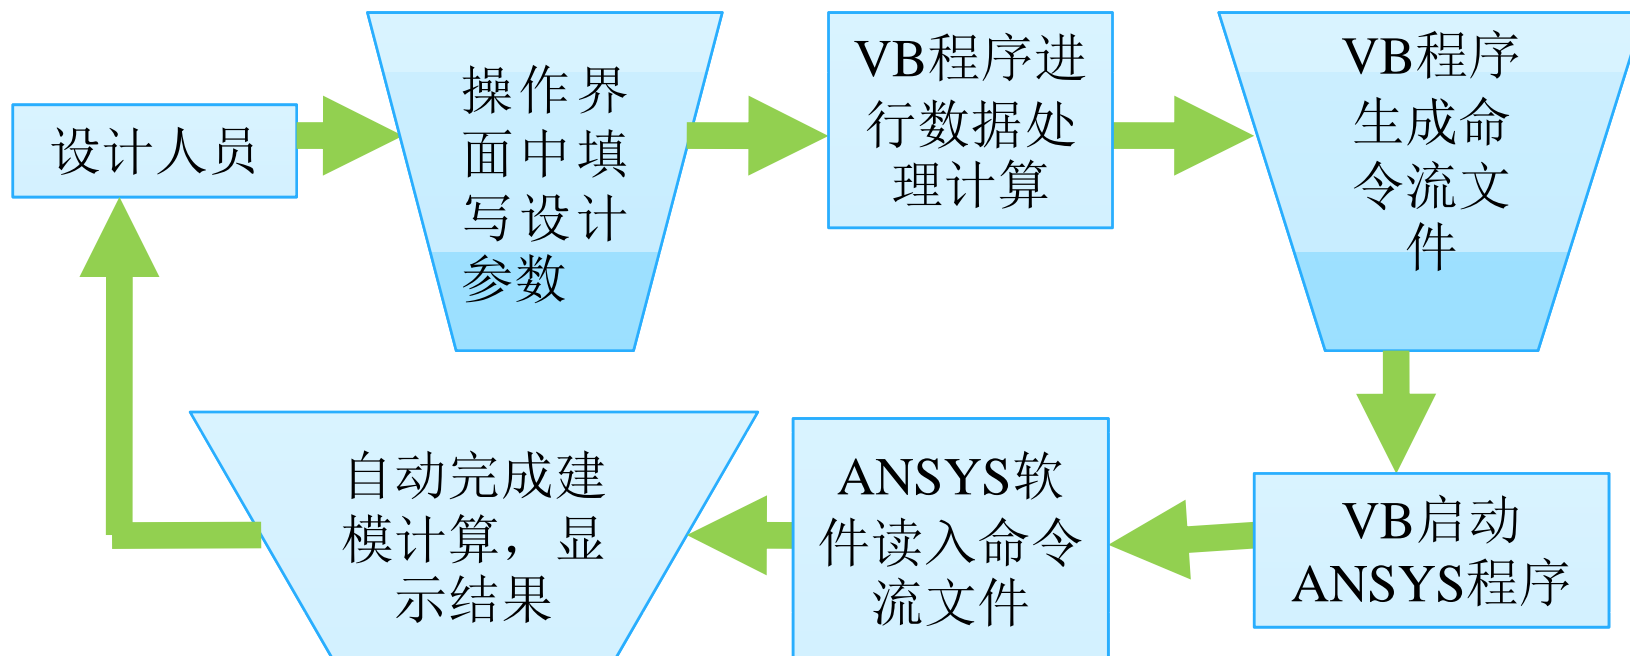 设计人员
操作界
面中填
写设计
参数
VB程序进
行数据处
理计算
VB程序
生成命
令流文
件
VB启动
ANSYS程序
ANSYS软
件读入命令
流文件
自动完成建
模计算，显
示结果